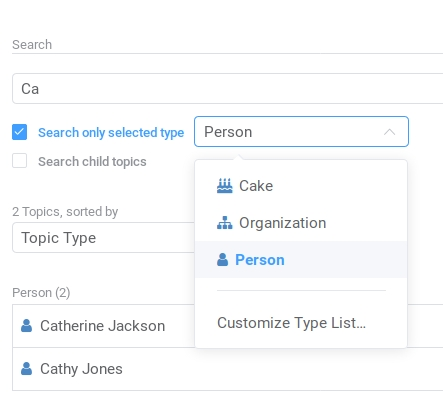 Search
Ca
Search only selected type
Person
Search child topics
Cake
Organization
Person
Customize Type List...
2 Topics, sorted by
Topic Type
Person (2)
Catherine Jackson
Cathy Jones